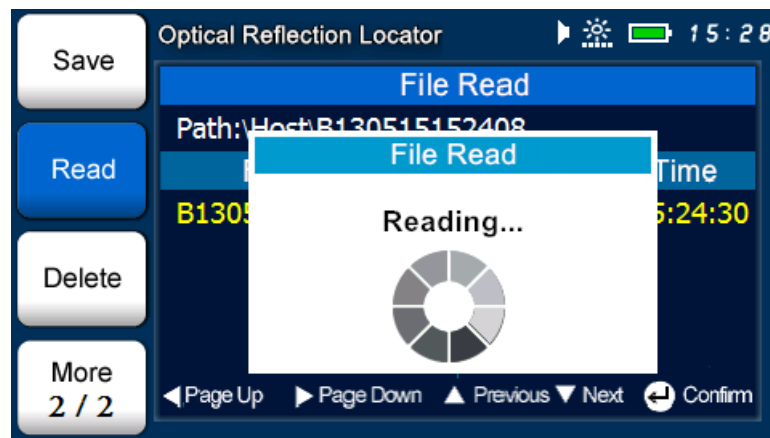 Save
Read
Delete
More
2 / 2
Optical Reflection Locator
15:28
File Read
Path:\Host\B130515152408
Time
B1305
5:24:30
File Read
Reading...
Page Up Page Down Previous Next Confirm